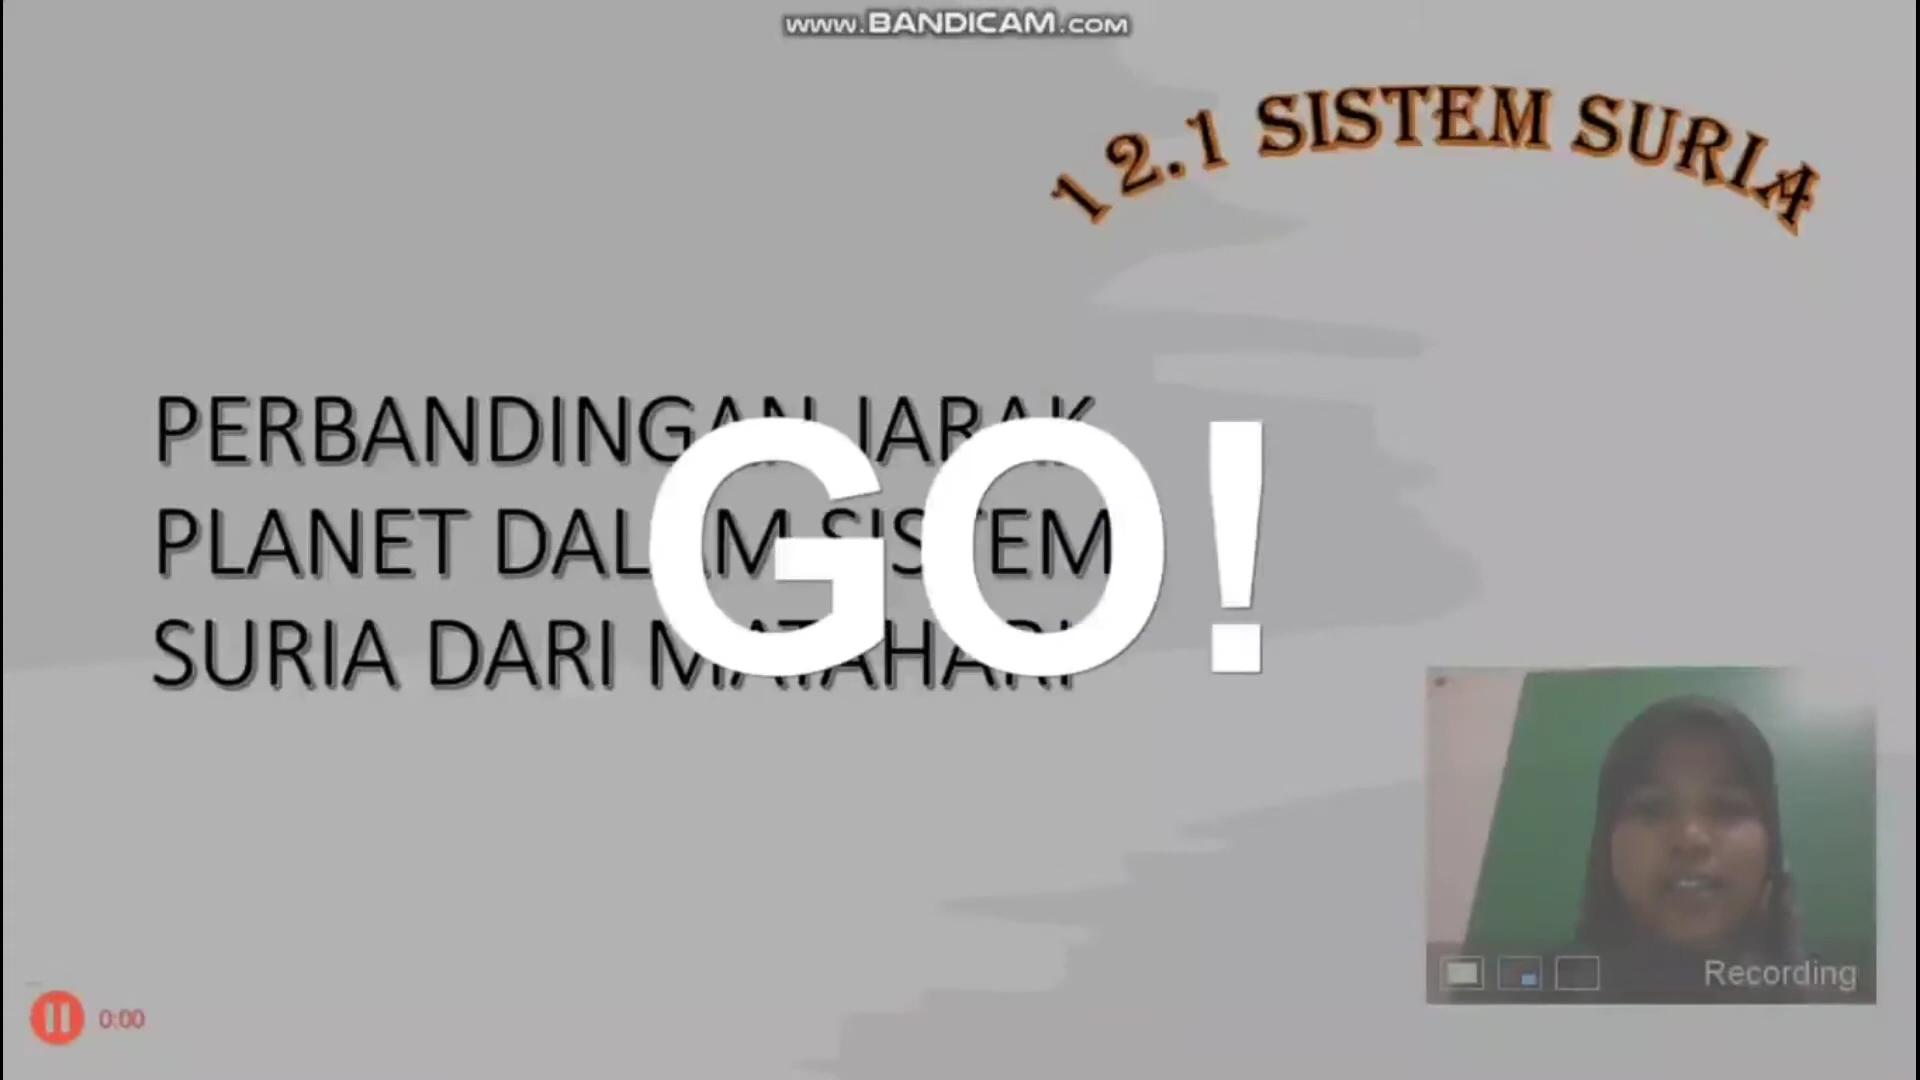 www.BANDICAM.com
12.1 SISTEM SURIA
PERBANDINGAN JARAK
PLANET DALAM SISTEM
SURIA DARI MATAHARI
GO!
Recording
0:00